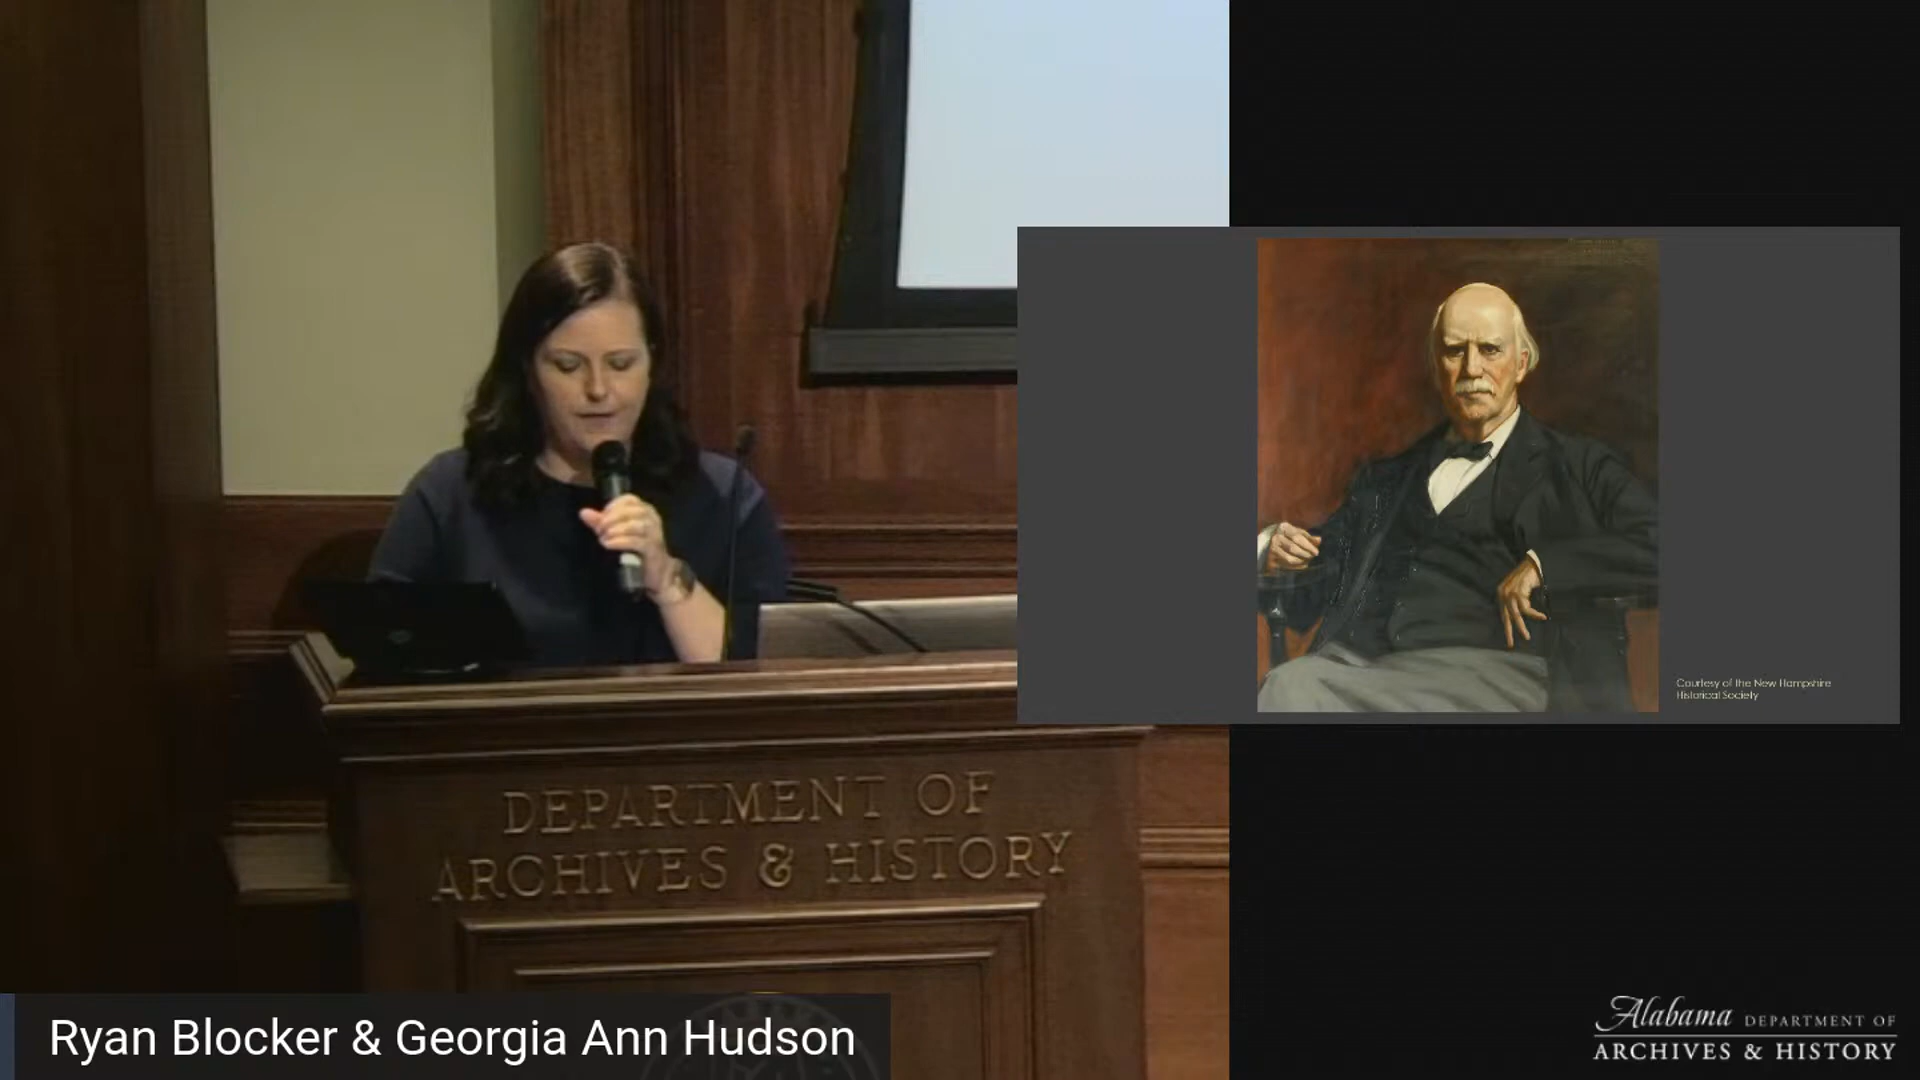 Courtesy of the New Hampshire
Historical Society
DEPARTMENT OF
ARCHIVES & HISTORY
Ryan Blocker & Georgia Ann Hudson
Alabama DEPARTMENT OF
ARCHIVES & HISTORY